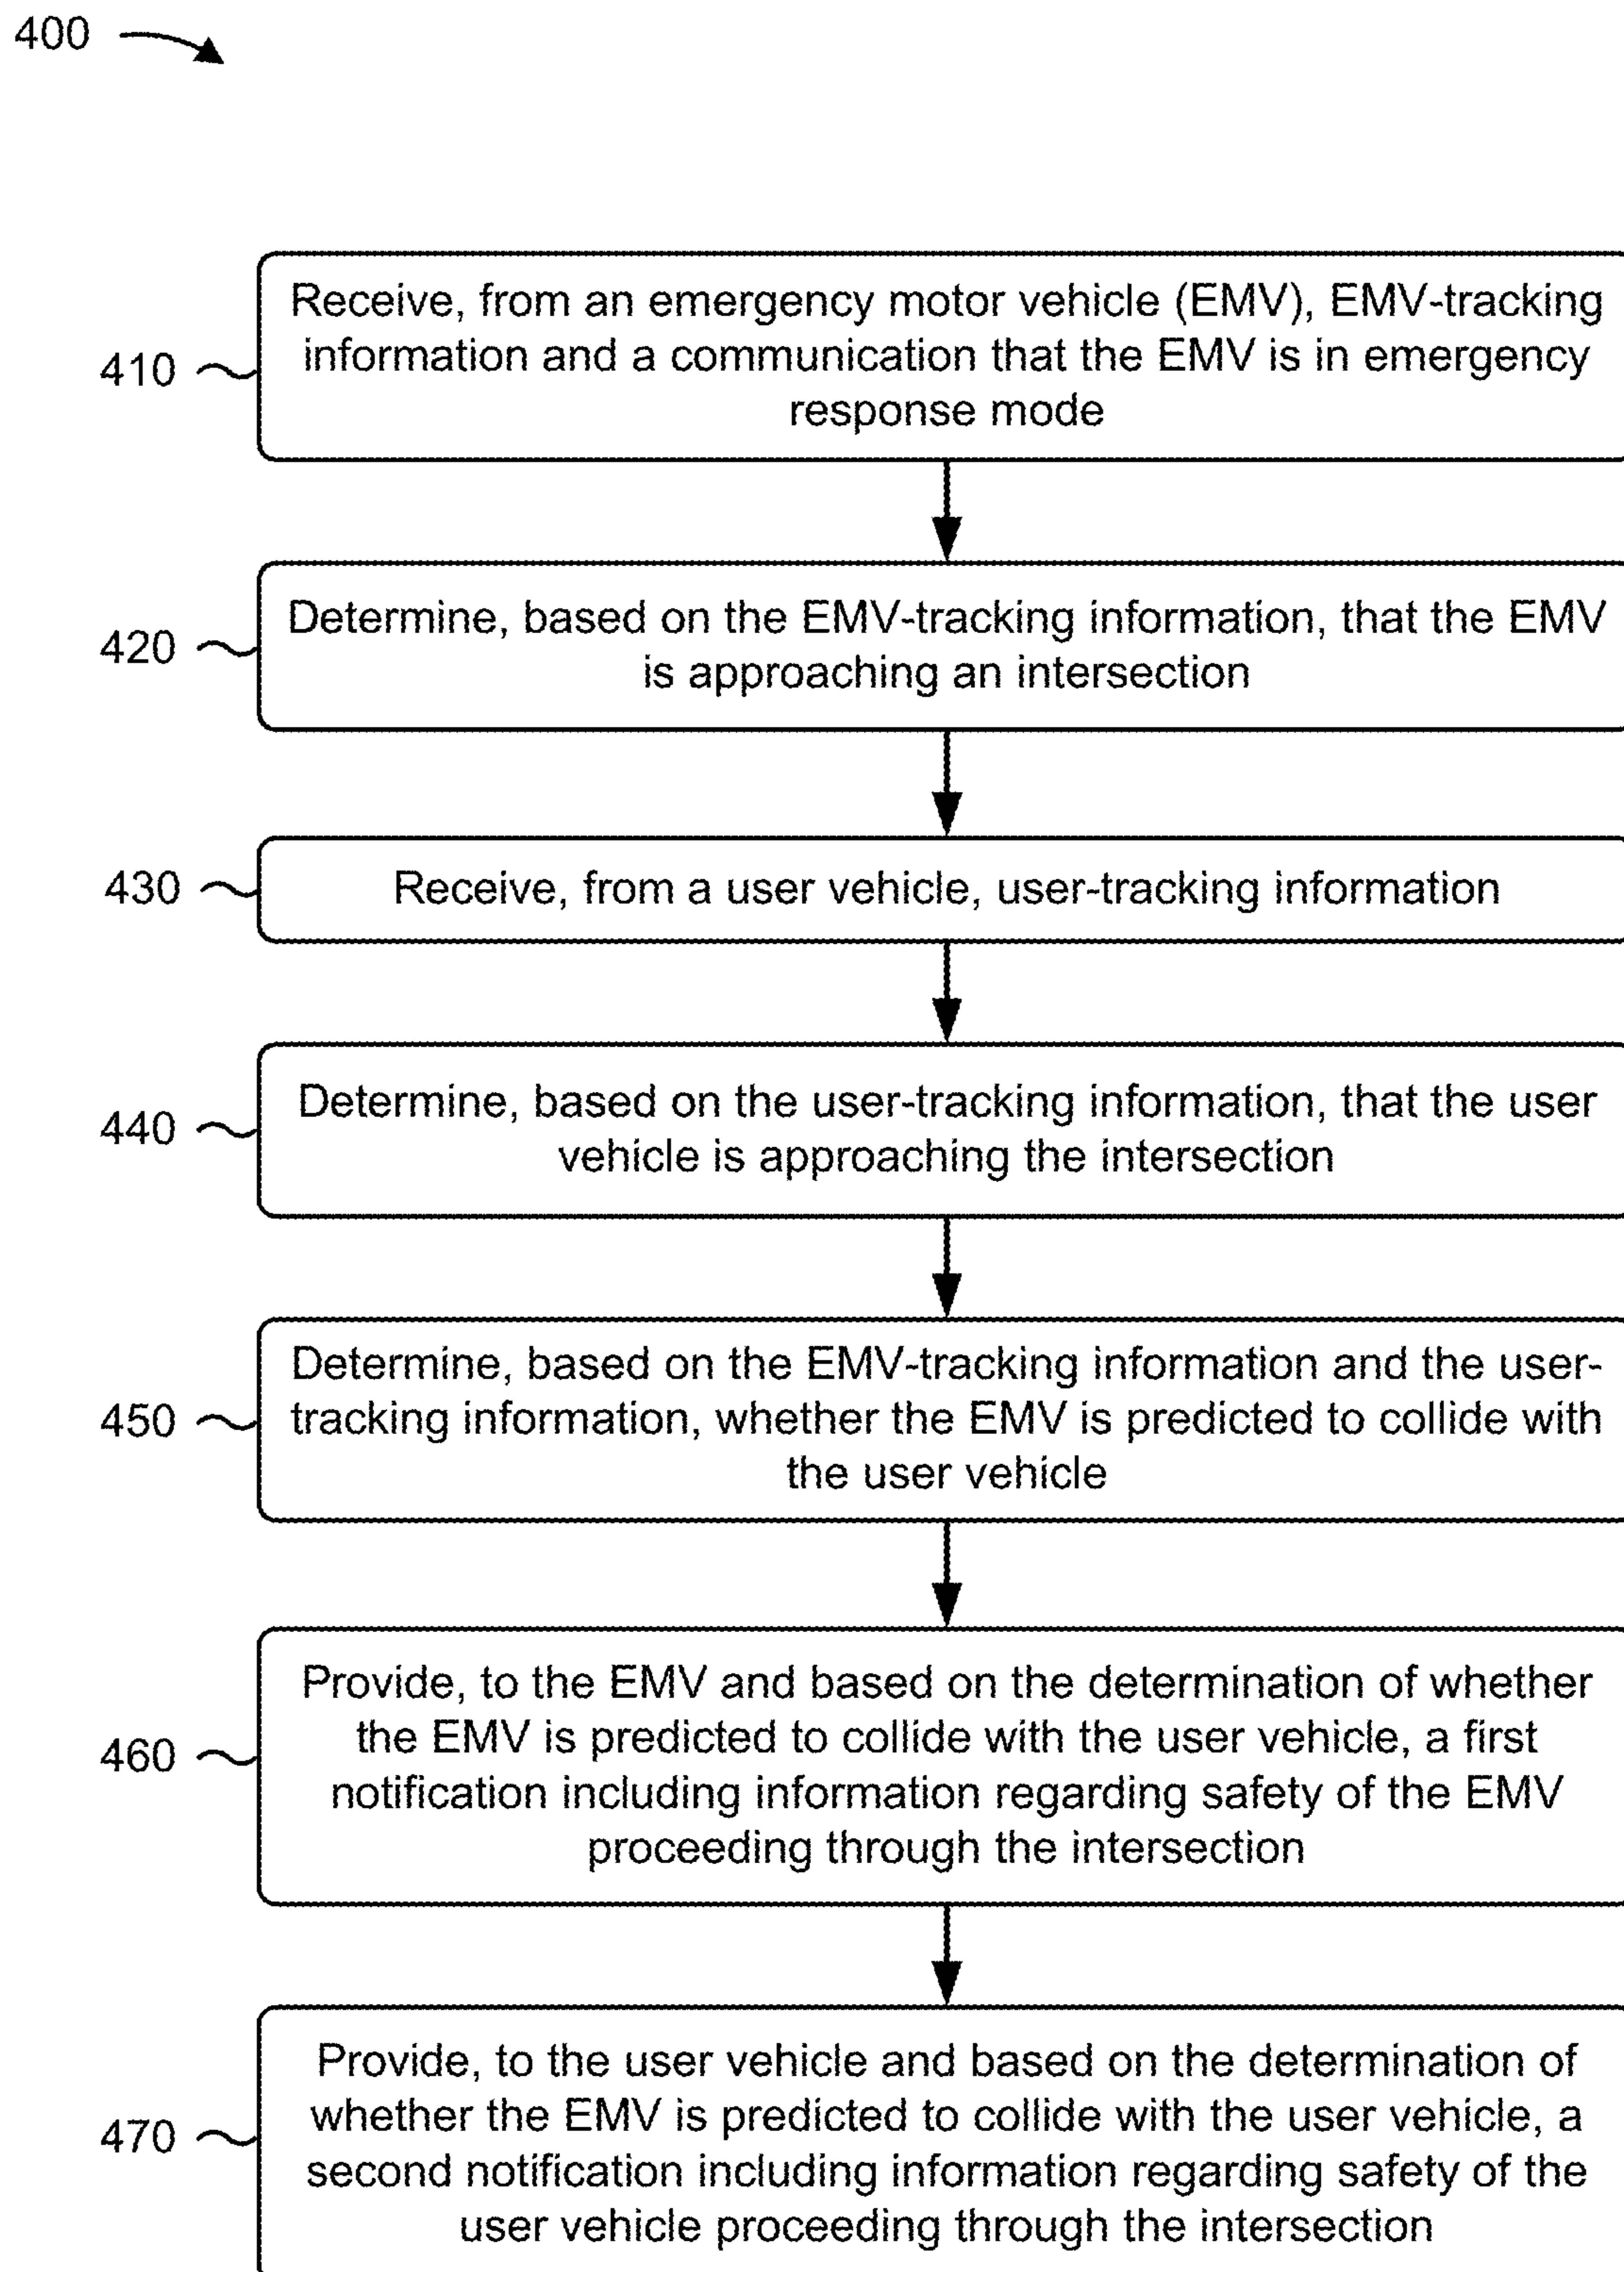 400
Receive, from an emergency motor vehicle (EMV), EMV-tracking
information and a communication that the EMV is in emergency
response mode
410
Determine, based on the EMV-tracking information, that the EMV
is approaching an intersection
420
Receive, from a user vehicle, user-tracking information
430
Determine, based on the user-tracking information, that the user
vehicle is approaching the intersection
440
Determine, based on the EMV-tracking information and the user-
tracking information, whether the EMV is predicted to collide with
the user vehicle
450
Provide, to the EMV and based on the determination of whether
the EMV is predicted to collide with the user vehicle, a first
notification including information regarding safety of the EMV
proceeding through the intersection
460
Provide, to the user vehicle and based on the determination of
whether the EMV is predicted to collide with the user vehicle, a
second notification including information regarding safety of the
user vehicle proceeding through the intersection
470